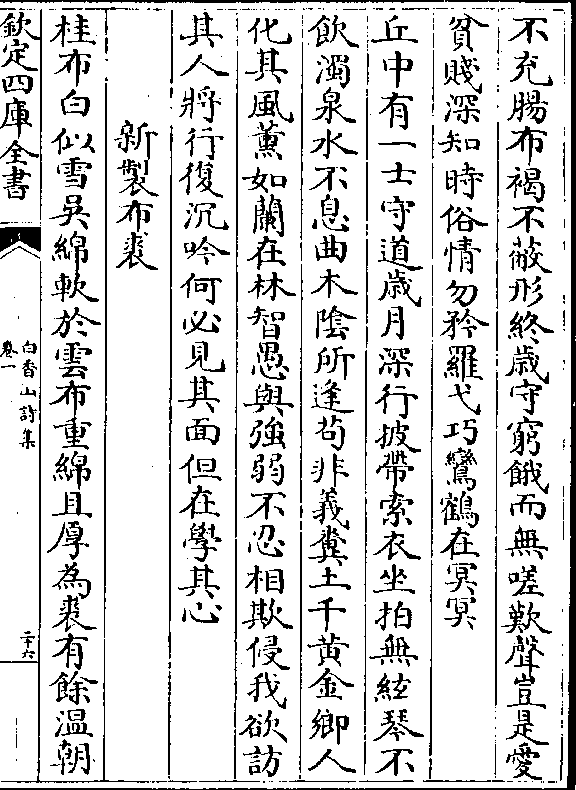 不充腸布褐不蔽形終歲守窮餓而無嗟歎聲豈是愛
貧賤深知時俗情勿矜羅弋巧鸞鶴在冥冥
丘中有一士守道歲月深行披帶索衣坐拍無絃琴不
飲濁泉水不息曲木陰所逢苟非義糞土千黃金鄉人
化其風薰如蘭在林智愚與強弱不忍相欺侵我欲訪
其人將行復沉吟何必見其面但在學其心
新製布裘
桂布白似雪吳綿軟於雲布重綿且厚為裘有餘溫朝
欽定四庫全書
白香山詩集
卷一
二十六